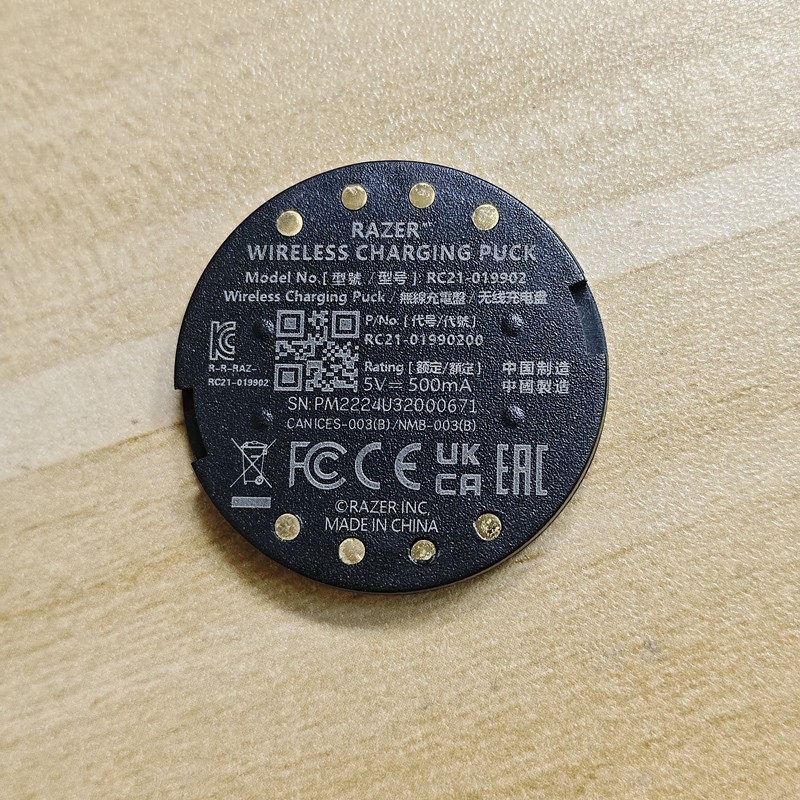 RAZER™
WIRELESS CHARGING PUCK
Model No.[型號 / 型号] RC21-019902
Wireless Charging Puck / 無線充電盤 / 无线充电盘
P/No. [代号/代號]
RC21-01990200
R-R-RAZ-
RC21-019902
Rating [额定/額定]
5V⎓500mA
中国制造
中國製造
SN:PM2224U32000671
CAN ICES-003(B)/NMB-003(B)
FC CE UKCA EAC
©RAZER INC.
MADE IN CHINA